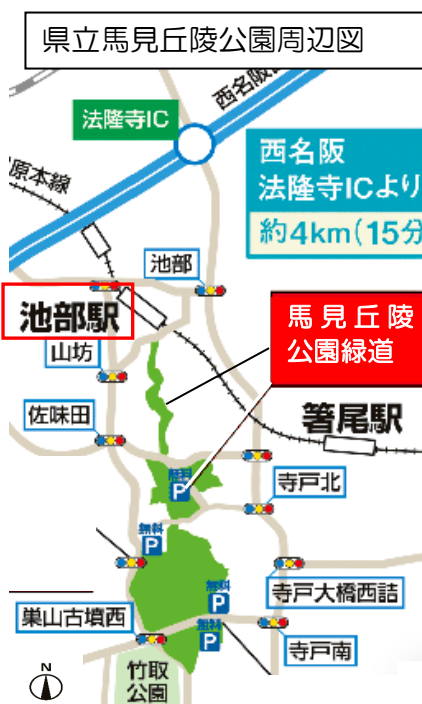 県立馬見丘陵公園周辺図
西名阪
法隆寺IC
西名阪
法隆寺ICより
約4km(15分
原本線
池部
池部駅
馬見丘陵
公園緑道
山坊
箸尾駅
佐味田
無料
P
寺戸北
無料
P
寺戸大橋西詰
無料
P
巣山古墳西
無料
P
寺戸南
竹取
公園
N